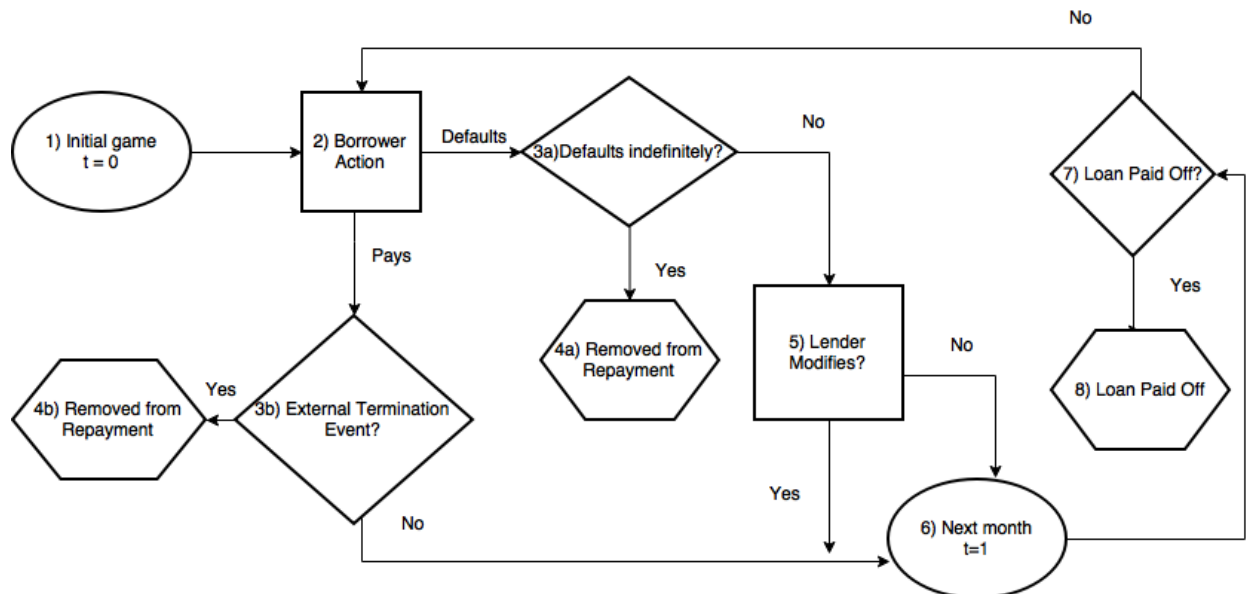 No
1) Initial game
t = 0
2) Borrower
Action
Defaults
3a)Defaults indefinitely?
No
7) Loan Paid Off?
Pays
Yes
Yes
4a) Removed from
Repayment
5) Lender
Modifies?
No
8) Loan Paid Off
4b) Removed from
Repayment
Yes
3b) External Termination
Event?
Yes
No
6) Next month
t=1